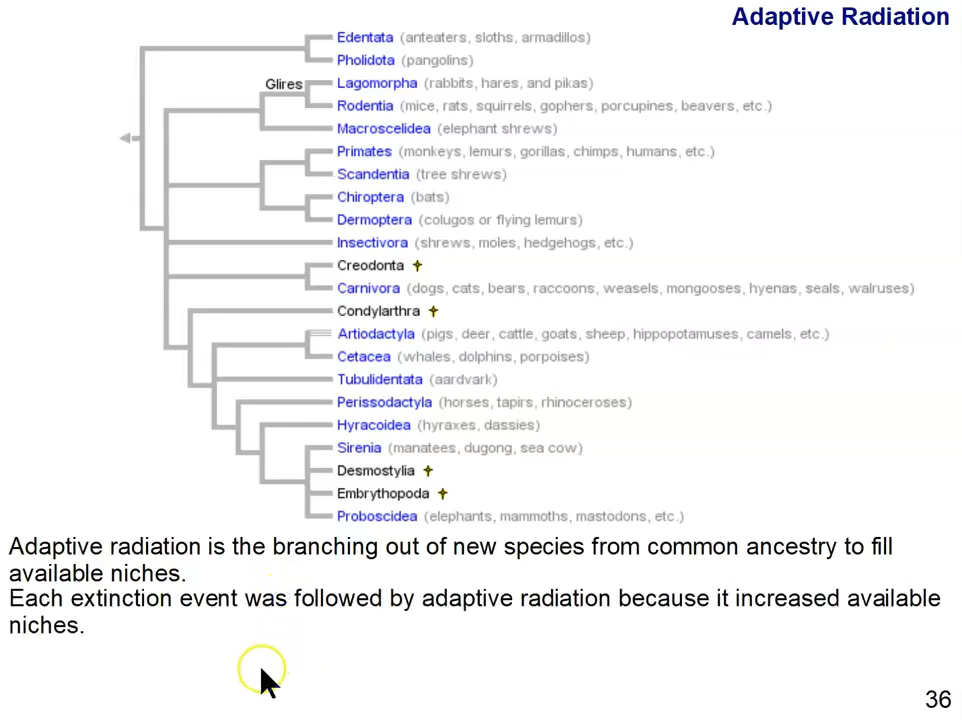 Adaptive Radiation
Edentata (anteaters, sloths, armadillos)
Pholidota (pangolins)
Glires
Lagomorpha (rabbits, hares, and pikas)
Rodentia (mice, rats, squirrels, gophers, porcupines, beavers, etc.)
Macroscelidea (elephant shrews)
Primates (monkeys, lemurs, gorillas, chimps, humans, etc.)
Scandentia (tree shrews)
Chiroptera (bats)
Dermoptera (colugos or flying lemurs)
Insectivora (shrews, moles, hedgehogs, etc.)
Creodonta
Carnivora (dogs, cats, bears, raccoons, weasels, mongooses, hyenas, seals, walruses)
Condylarthra
Artiodactyla (pigs, deer, cattle, goats, sheep, hippopotamuses, camels, etc.)
Cetacea (whales, dolphins, porpoises)
Tubulidentata (aardvark)
Perissodactyla (horses, tapirs, rhinoceroses)
Hyracoidea (hyraxes, dassies)
Sirenia (manatees, dugong, sea cow)
Desmostylia
Embrythopoda
Proboscidea (elephants, mammoths, mastodons, etc.)
Adaptive radiation is the branching out of new species from common ancestry to fill
available niches.
Each extinction event was followed by adaptive radiation because it increased available
niches.
36